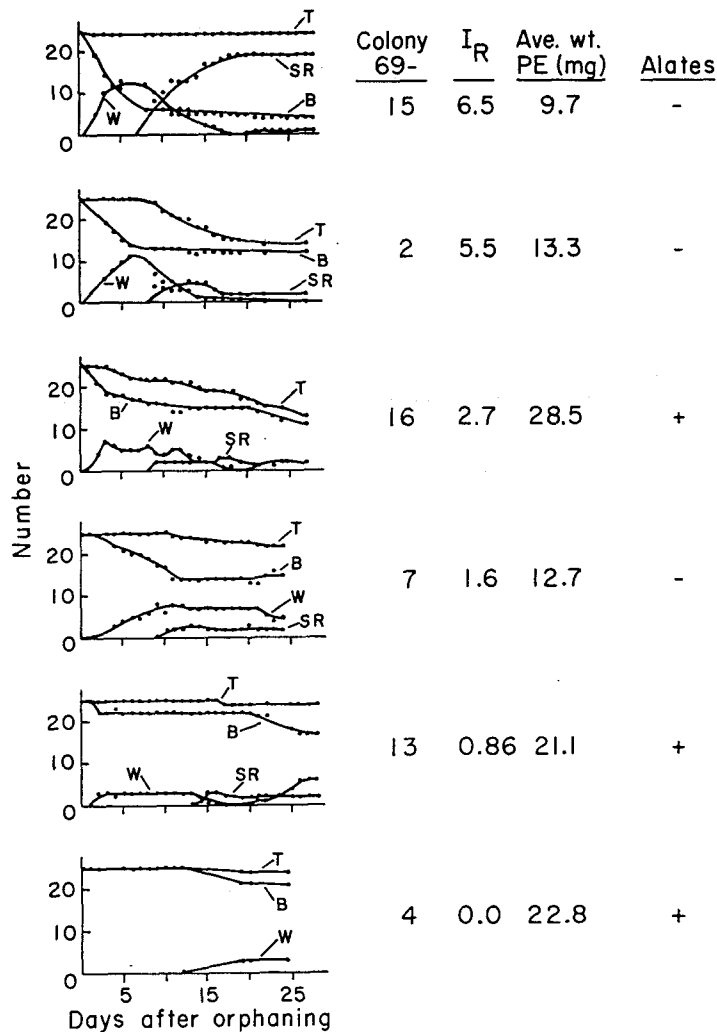 Colony 69- I_R Ave. wt. PE (mg) Alates
20
10
0
T
SR
B
W
15 6.5 9.7 -
20
10
0
T
B
SR
W
2 5.5 13.3 -
20
10
0
T
B
W
SR
16 2.7 28.5 +
Number
20
10
0
T
B
W
SR
7 1.6 12.7 -
20
10
0
T
B
W
SR
13 0.86 21.1 +
20
10
0
T
B
W
4 0.0 22.8 +
5 15 25
Days after orphaning